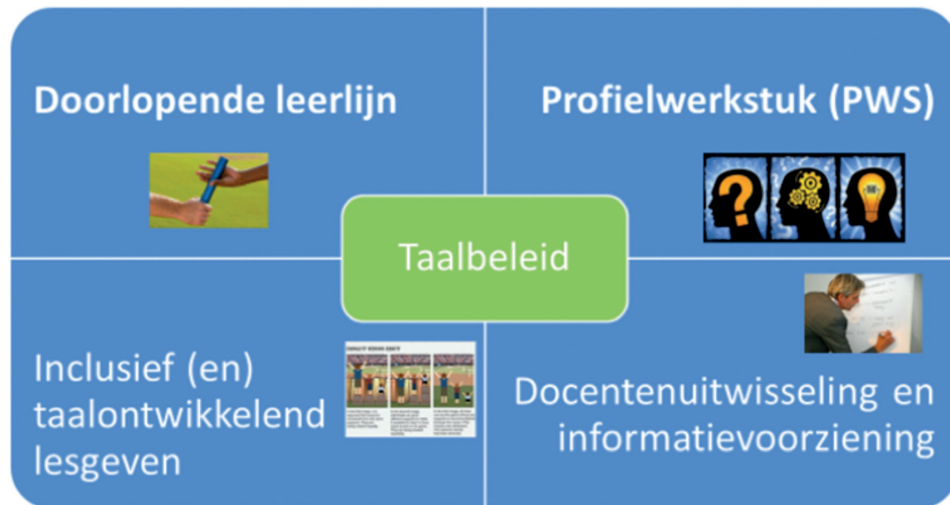 Doorlopende leerlijn
Profielwerkstuk (PWS)
Taalbeleid
Inclusief (en)
taalontwikkelend
lesgeven
Docentenuitwisseling en
informatievoorziening